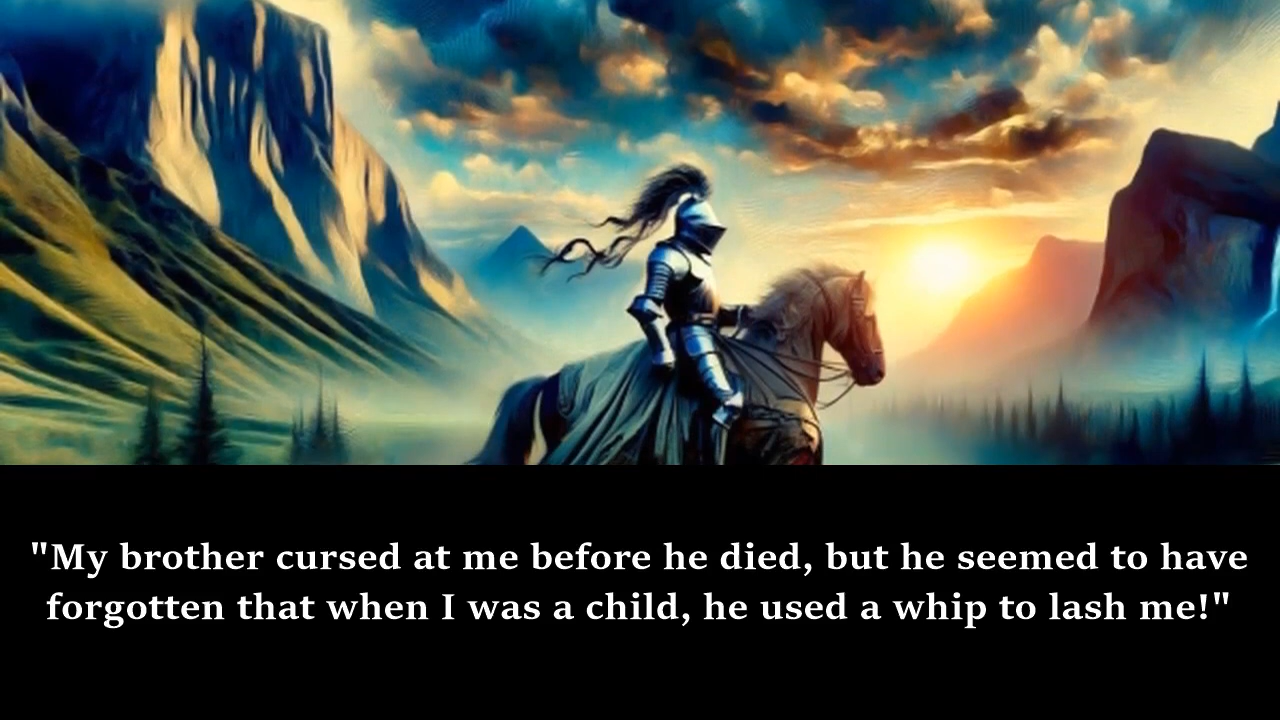 "My brother cursed at me before he died, but he seemed to have
forgotten that when I was a child, he used a whip to lash me!"